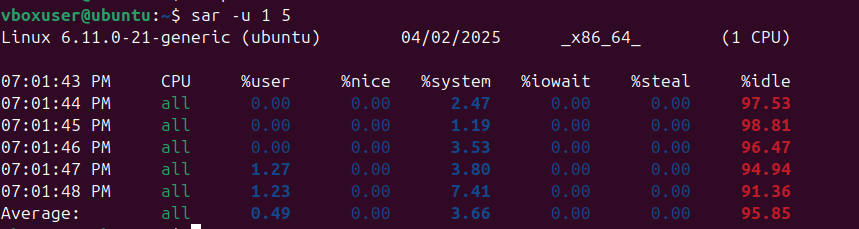 vboxuser@ubuntu:~$ sar -u 1 5
Linux 6.11.0-21-generic (ubuntu) 04/02/2025 _x86_64_ (1 CPU)
07:01:43 PM CPU %user %nice %system %iowait %steal %idle
07:01:44 PM all 0.00 0.00 2.47 0.00 0.00 97.53
07:01:45 PM all 0.00 0.00 1.19 0.00 0.00 98.81
07:01:46 PM all 0.00 0.00 3.53 0.00 0.00 96.47
07:01:47 PM all 1.27 0.00 3.80 0.00 0.00 94.94
07:01:48 PM all 1.23 0.00 7.41 0.00 0.00 91.36
Average: all 0.49 0.00 3.66 0.00 0.00 95.85